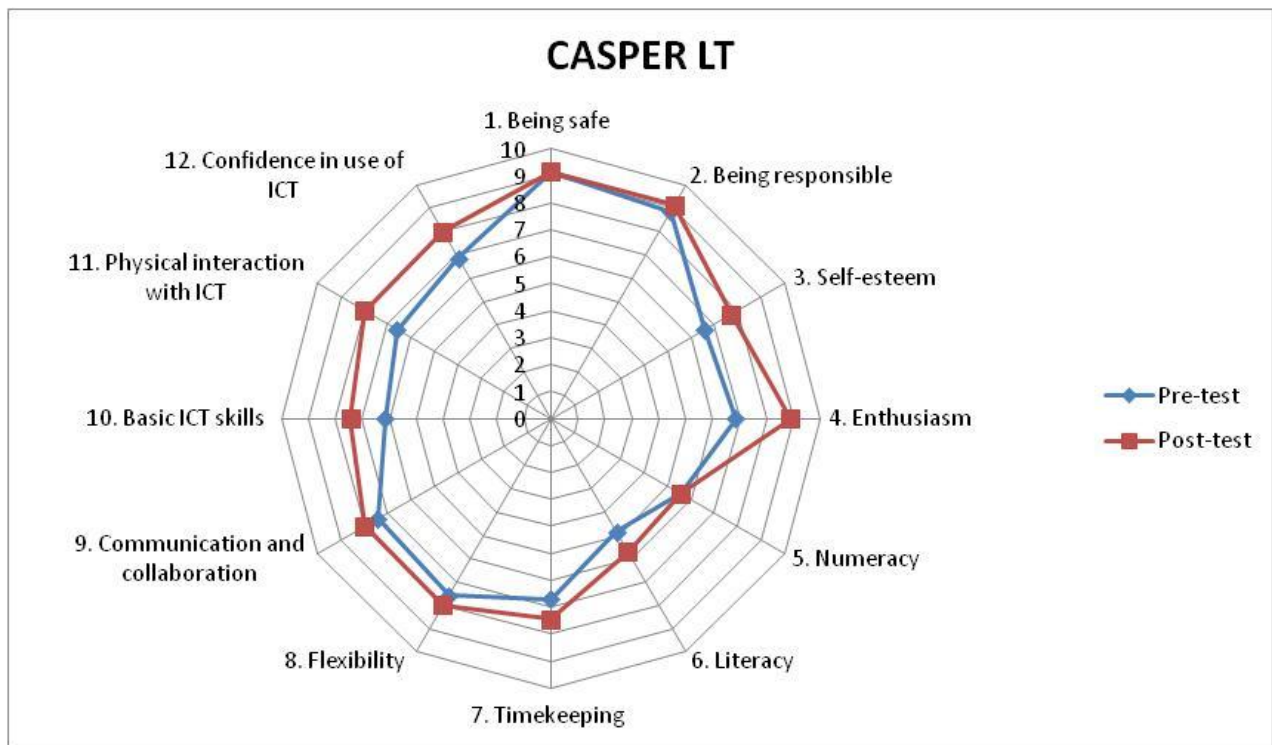 CASPER LT
1. Being safe
12. Confidence in use of
ICT
2. Being responsible
11. Physical interaction
with ICT
3. Self-esteem
10. Basic ICT skills
4. Enthusiasm
9. Communication and
collaboration
5. Numeracy
8. Flexibility
6. Literacy
7. Timekeeping
10
9
8
7
6
5
4
3
2
1
0
Pre-test
Post-test